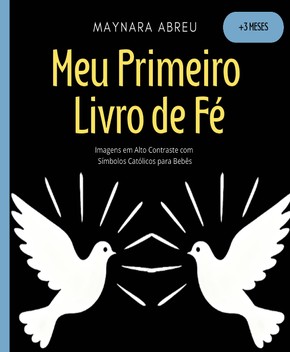 MAYNARA ABREU
+3 MESES
Meu Primeiro
Livro de Fé
Imagens em Alto Contraste com
Símbolos Católicos para Bebês